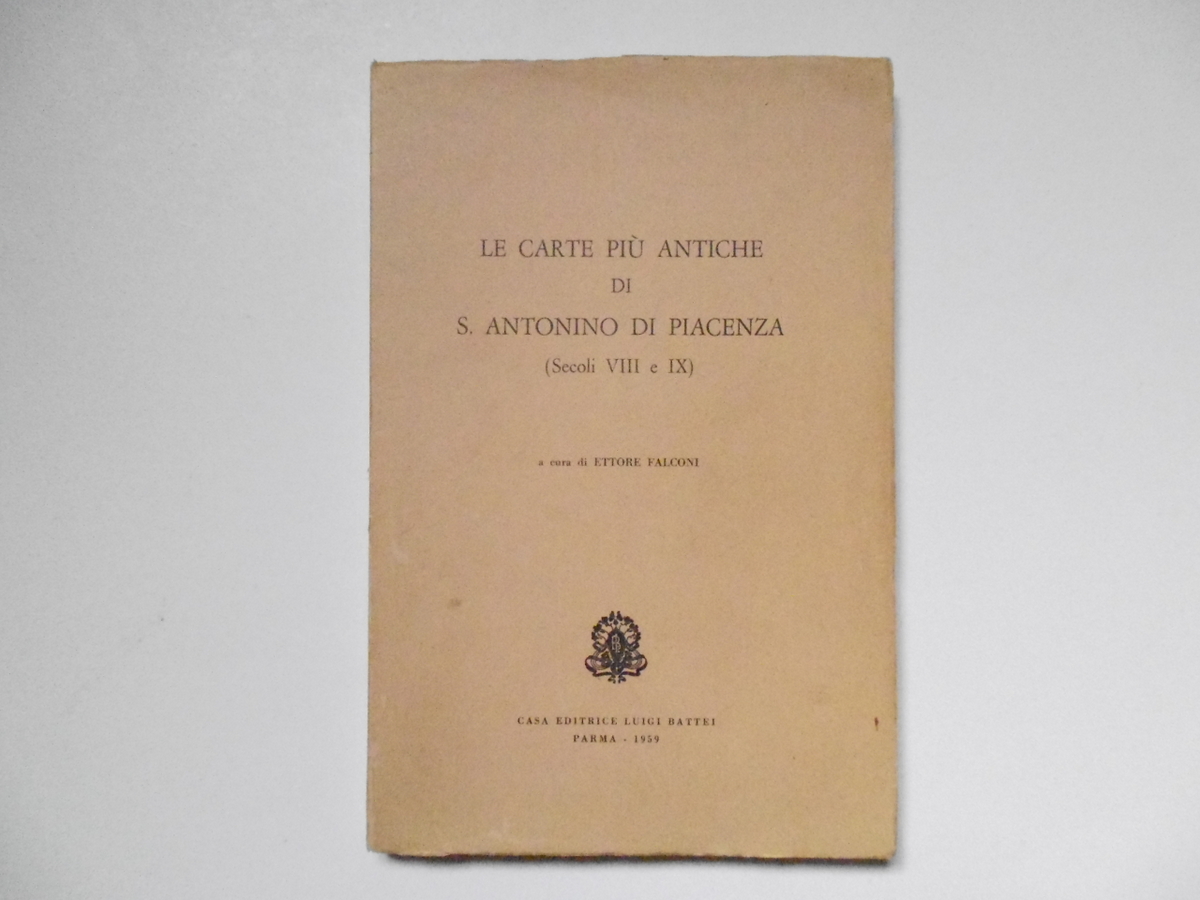 LE CARTE PIÙ ANTICHE
DI
S. ANTONINO DI PIACENZA
(Secoli VIII e IX)
a cura di ETTORE FALCONI
CASA EDITRICE LUIGI BATTEI
PARMA - 1959